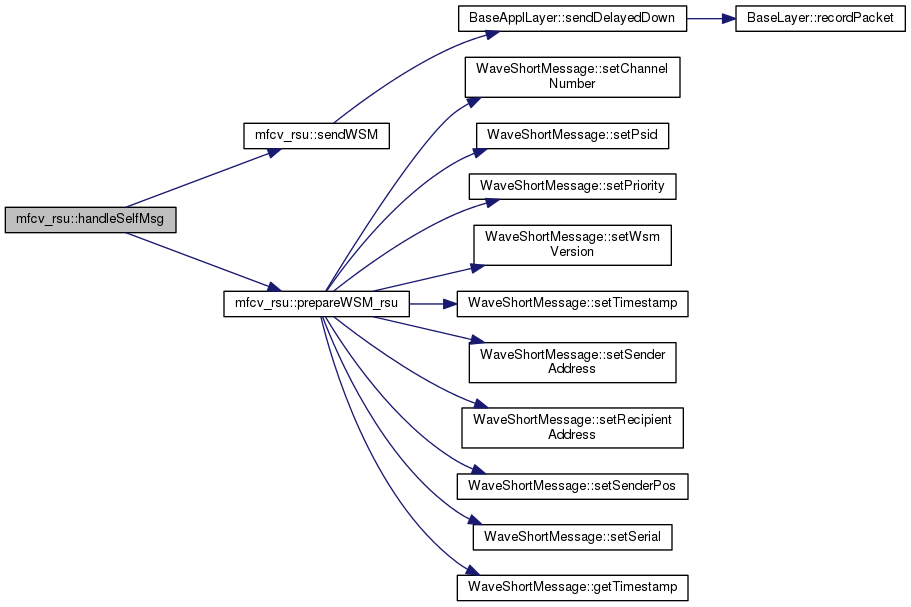 BaseApplLayer::sendDelayedDown
BaseLayer::recordPacket
WaveShortMessage::setChannel
Number
mfcv_rsu::sendWSM
WaveShortMessage::setPsid
WaveShortMessage::setPriority
mfcv_rsu::handleSelfMsg
WaveShortMessage::setWsm
Version
mfcv_rsu::prepareWSM_rsu
WaveShortMessage::setTimestamp
WaveShortMessage::setSender
Address
WaveShortMessage::setRecipient
Address
WaveShortMessage::setSenderPos
WaveShortMessage::setSerial
WaveShortMessage::getTimestamp